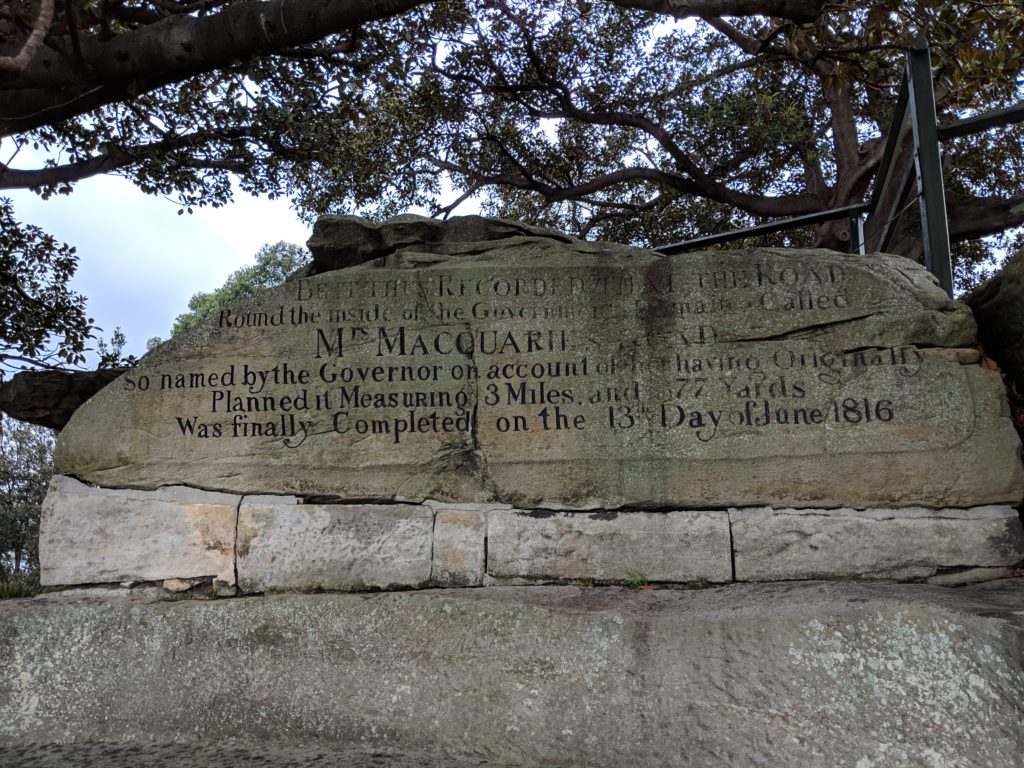 BE IT THUS RECORDED THAT THE ROAD
Round the inside of the Government Domain Called
MRS MACQUARIE'S ROAD
So named by the Governor on account of her having Originally
Planned it Measuring 3 Miles, and 377 Yards
Was finally Completed on the 13th Day of June 1816